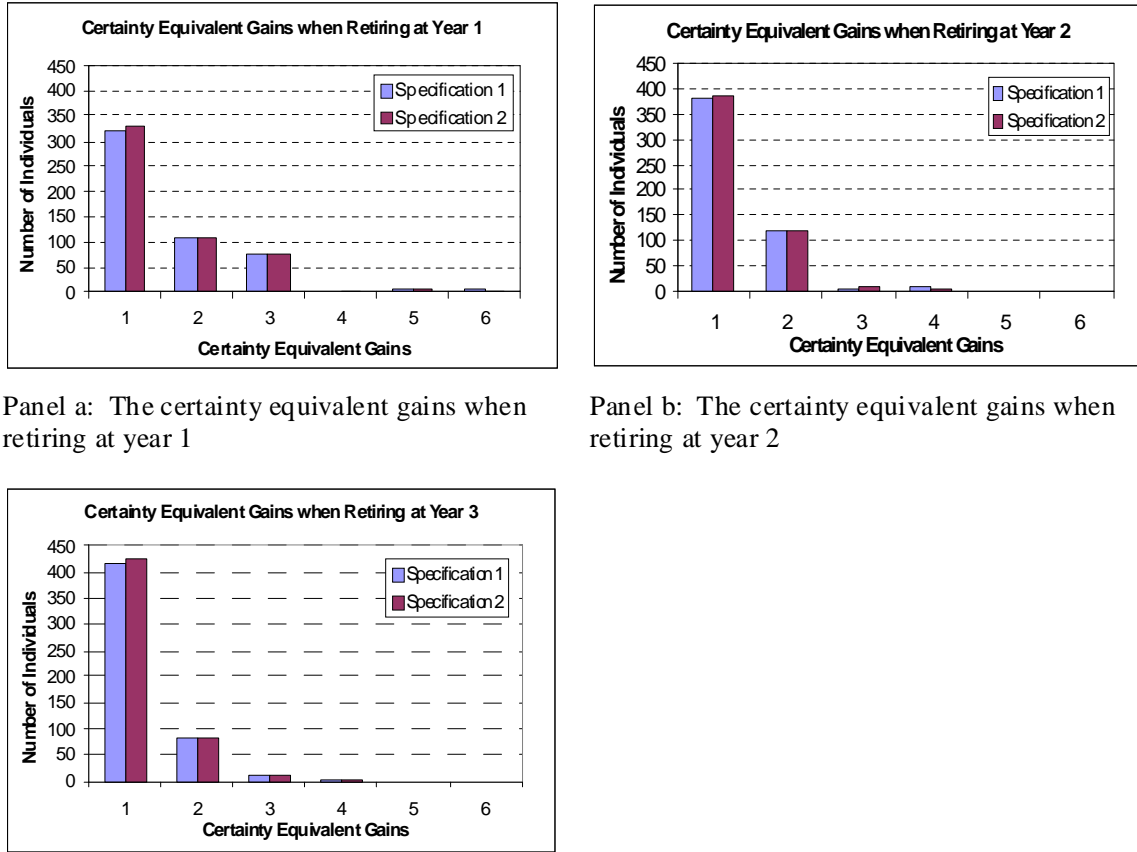 Certainty Equivalent Gains when Retiring at Year 1
Number of Individuals
450
400
350
300
250
200
150
100
50
0
Specification 1
Specification 2
1 2 3 4 5 6
Certainty Equivalent Gains
Panel a: The certainty equivalent gains when
retiring at year 1
Certainty Equivalent Gains when Retiring at Year 2
Number of Individuals
450
400
350
300
250
200
150
100
50
0
Specification 1
Specification 2
1 2 3 4 5 6
Certainty Equivalent Gains
Panel b: The certainty equivalent gains when
retiring at year 2
Certainty Equivalent Gains when Retiring at Year 3
Number of Individuals
450
400
350
300
250
200
150
100
50
0
Specification 1
Specification 2
1 2 3 4 5 6
Certainty Equivalent Gains